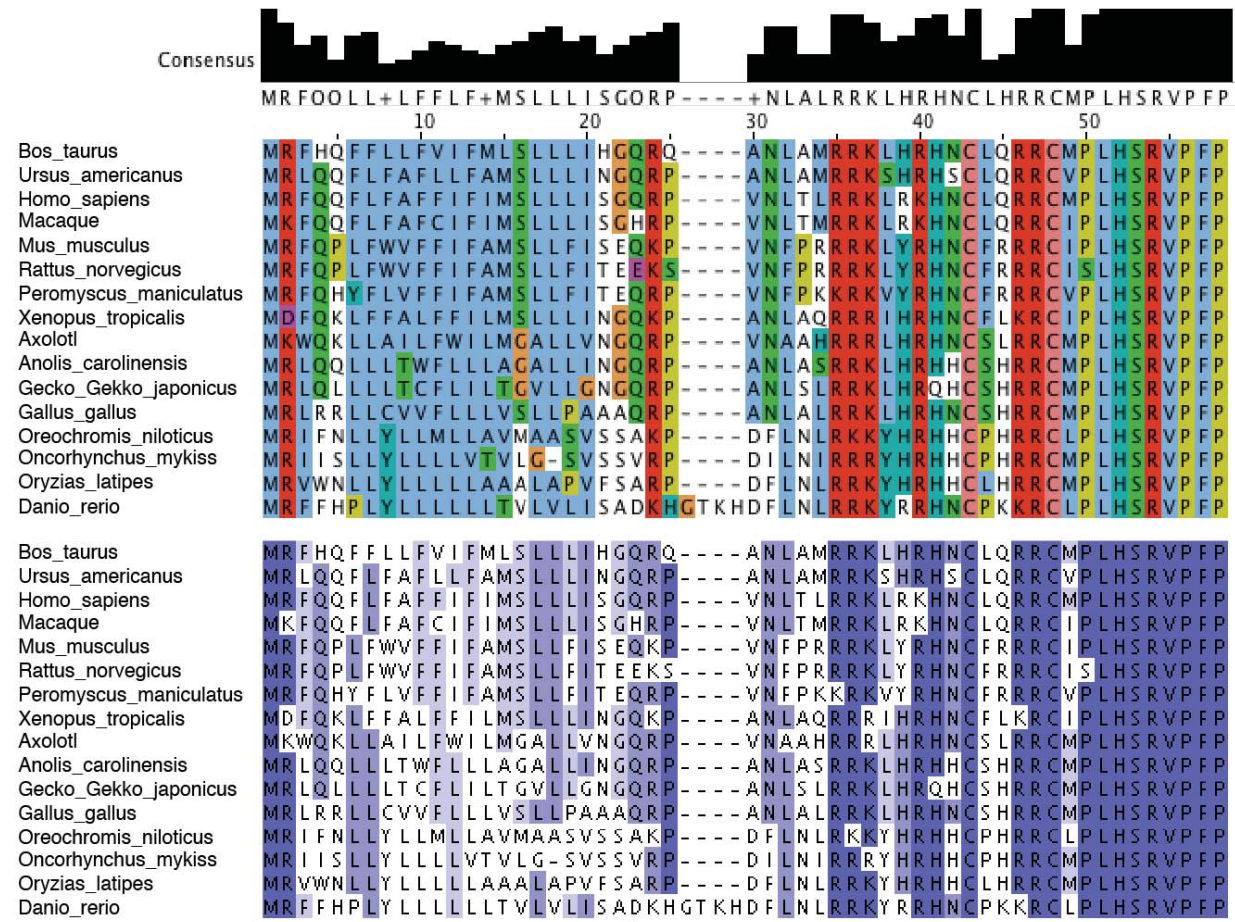 Consensus
MRFQQLL+LFFLF+MSLLLISGQRP----+NLALRRKLHRHNCLHRRCMPLHSRVPFP
10 20 30 40 50
Bos_taurus MRFHQFFLLFVIFMLSLLLIHGQRQ----ANLAMRRKLHRHNCLQRRCMPLHSRVPFP
Ursus_americanus MRLQQFLFAFLLFAMSLLLINGQRP----ANLAMRRKSHRHSCLQRRCVPLHSRVPFP
Homo_sapiens MRFQQFLFAFFIFIMSLLLISGQRP----VNLTLRRKLRKHNCLQRRCMPLHSRVPFP
Macaque MKFQQFLFAFCIFIMSLLLISGHRP----VNLTMRRKLRKHNCLQRRCIPLHSRVPFP
Mus_musculus MRFQPLFWVFFIFAMSLLFISEQKP----VNFPRRRKLYRHNCFRRRCIPLHSRVPFP
Rattus_norvegicus MRFQPLFWVFFIFAMSLLFITEEKS----VNFPRRRKLYRHNCFRRRCISLHSRVPFP
Peromyscus_maniculatus MRFQHYFLVFFIFAMSLLFITEQRP----VNFPKKRKVYRHNCFRRRCVPLHSRVPFP
Xenopus_tropicalis MDFQKLFFALFFILMSLLLINGQKP----ANLAQRRRIHRHNCFLKRCIPLHSRVPFP
Axolotl MKWQKLLAILFWILMGALLVNGQRP----VNAAHRRRLHRHNCSLRRCMPLHSRVPFP
Anolis_carolinensis MRLQQLLLTWFLLLAGALLINGQRP----ANLASRRKLHRHHCSHRRCMPLHSRVPFP
Gecko_Gekko_japonicus MRLQLLLLTCFLILTGVLLGNGQRP----ANLSLRRKLHRQHCSHRRCMPLHSRVPFP
Gallus_gallus MRLRRLLCVVFLLLVSLLPAAAQRP----ANLALRRKLHRHNCSHRRCMPLHSRVPFP
Oreochromis_niloticus MRIFNLLYLLMLLAVMAASVSSAKP----DFLNLRKKYHRHHCPHRRCLPLHSRVPFP
Oncorhynchus_mykiss MRIISLLYLLLLVTVLG-SVSSVRP----DILNIRRRYHRHHCPHRRCMPLHSRVPFP
Oryzias_latipes MRVWNLLYLLLLLAAALAPVFSARP----DFLNLRRKYHRHHCLHRRCMPLHSRVPFP
Danio_rerio MRFFHPLYLLLLLLTVLVLISADKHGTKHDFLNLRRKYRRHNCPKKRCLPLHSRVPFP
Bos_taurus MRFHQFFLLFVIFMLSLLLIHGQRQ----ANLAMRRKLHRHNCLQRRCMPLHSRVPFP
Ursus_americanus MRLQQFLFAFLLFAMSLLLINGQRP----ANLAMRRKSHRHSCLQRRCVPLHSRVPFP
Homo_sapiens MRFQQFLFAFFIFIMSLLLISGQRP----VNLTLRRKLRKHNCLQRRCMPLHSRVPFP
Macaque MKFQQFLFAFCIFIMSLLLISGHRP----VNLTMRRKLRKHNCLQRRCIPLHSRVPFP
Mus_musculus MRFQPLFWVFFIFAMSLLFISEQKP----VNFPRRRKLYRHNCFRRRCIPLHSRVPFP
Rattus_norvegicus MRFQPLFWVFFIFAMSLLFITEEKS----VNFPRRRKLYRHNCFRRRCISLHSRVPFP
Peromyscus_maniculatus MRFQHYFLVFFIFAMSLLFITEQRP----VNFPKKRKVYRHNCFRRRCVPLHSRVPFP
Xenopus_tropicalis MDFQKLFFALFFILMSLLLINGQKP----ANLAQRRRIHRHNCFLKRCIPLHSRVPFP
Axolotl MKWQKLLAILFWILMGALLVNGQRP----VNAAHRRRLHRHNCSLRRCMPLHSRVPFP
Anolis_carolinensis MRLQQLLLTWFLLLAGALLINGQRP----ANLASRRKLHRHHCSHRRCMPLHSRVPFP
Gecko_Gekko_japonicus MRLQLLLLTCFLILTGVLLGNGQRP----ANLSLRRKLHRQHCSHRRCMPLHSRVPFP
Gallus_gallus MRLRRLLCVVFLLLVSLLPAAAQRP----ANLALRRKLHRHNCSHRRCMPLHSRVPFP
Oreochromis_niloticus MRIFNLLYLLMLLAVMAASVSSAKP----DFLNLRKKYHRHHCPHRRCLPLHSRVPFP
Oncorhynchus_mykiss MRIISLLYLLLLVTVLG-SVSSVRP----DILNIRRRYHRHHCPHRRCMPLHSRVPFP
Oryzias_latipes MRVWNLLYLLLLLAAALAPVFSARP----DFLNLRRKYHRHHCLHRRCMPLHSRVPFP
Danio_rerio MRFFHPLYLLLLLLTVLVLISADKHGTKHDFLNLRRKYRRHNCPKKRCLPLHSRVPFP